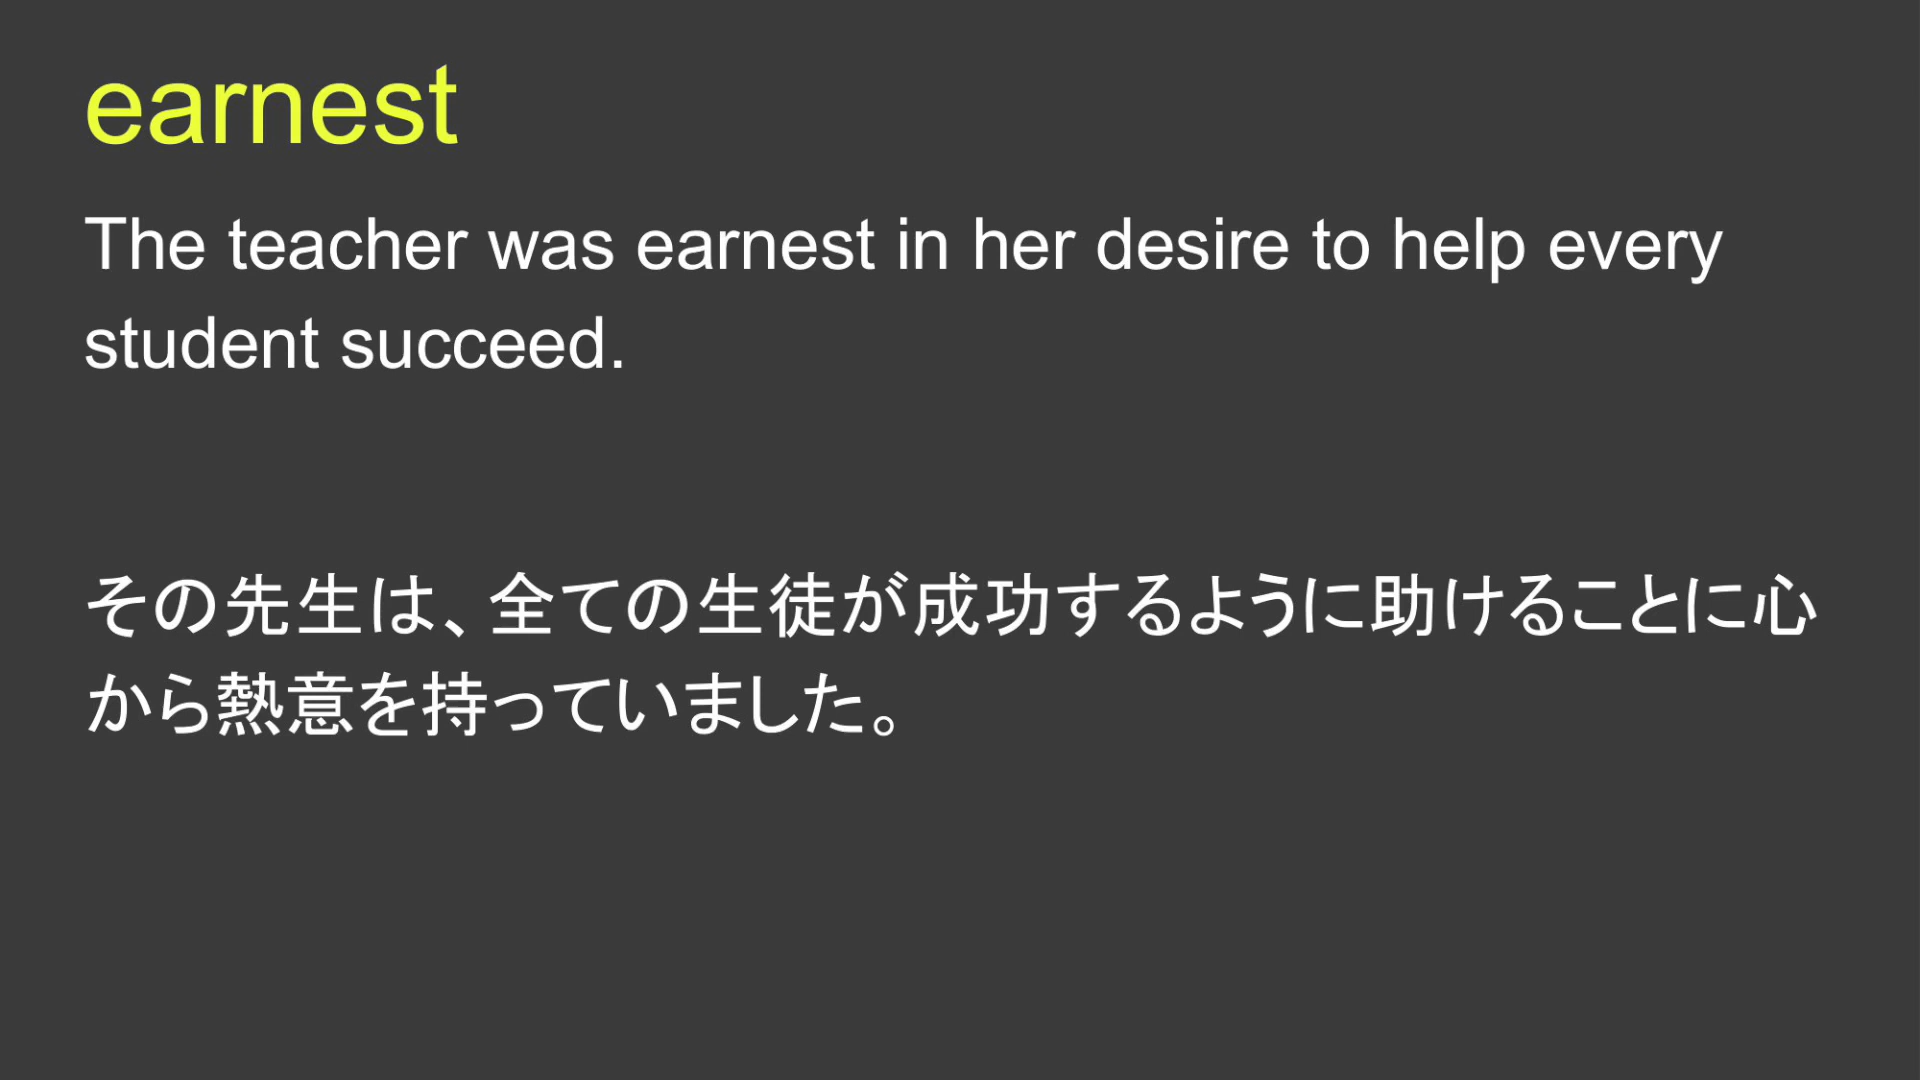 earnest
The teacher was earnest in her desire to help every
student succeed.
その先生は、全ての生徒が成功するように助けることに心
から熱意を持っていました。